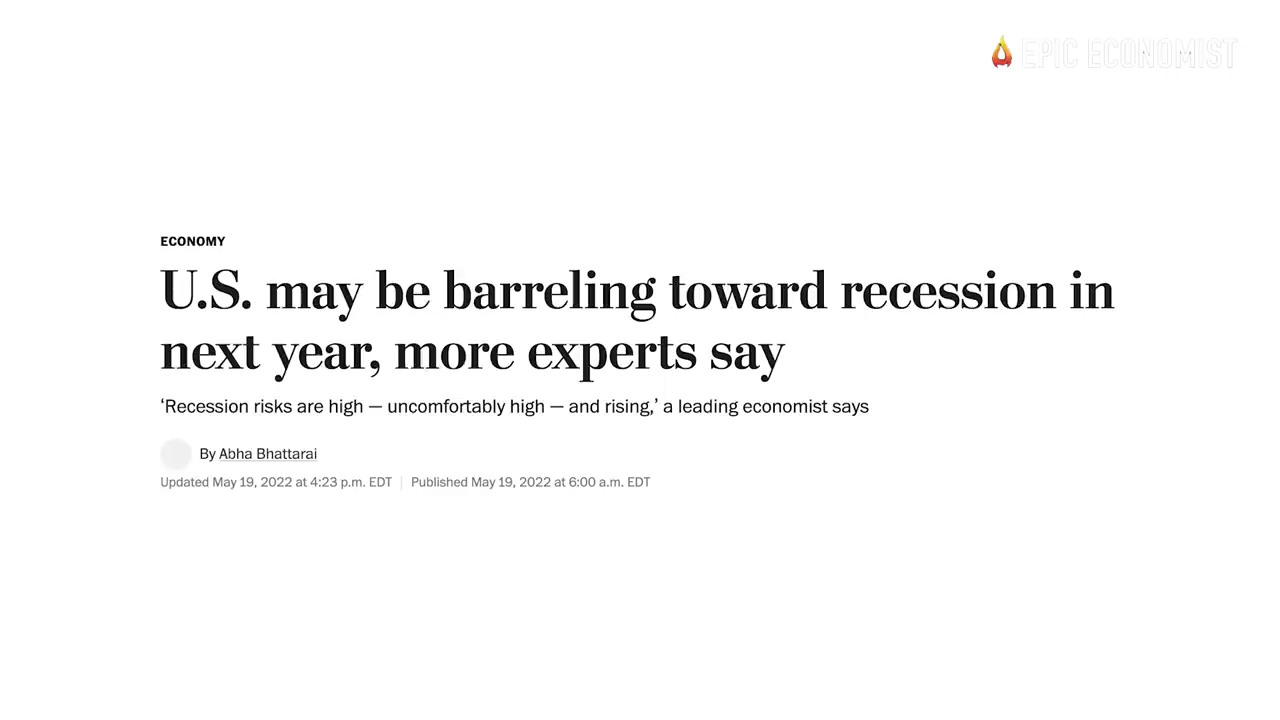 EPIC ECONOMIST
ECONOMY
U.S. may be barreling toward recession in
next year, more experts say
‘Recession risks are high — uncomfortably high — and rising,’ a leading economist says
By Abha Bhattarai
Updated May 19, 2022 at 4:23 p.m. EDT | Published May 19, 2022 at 6:00 a.m. EDT